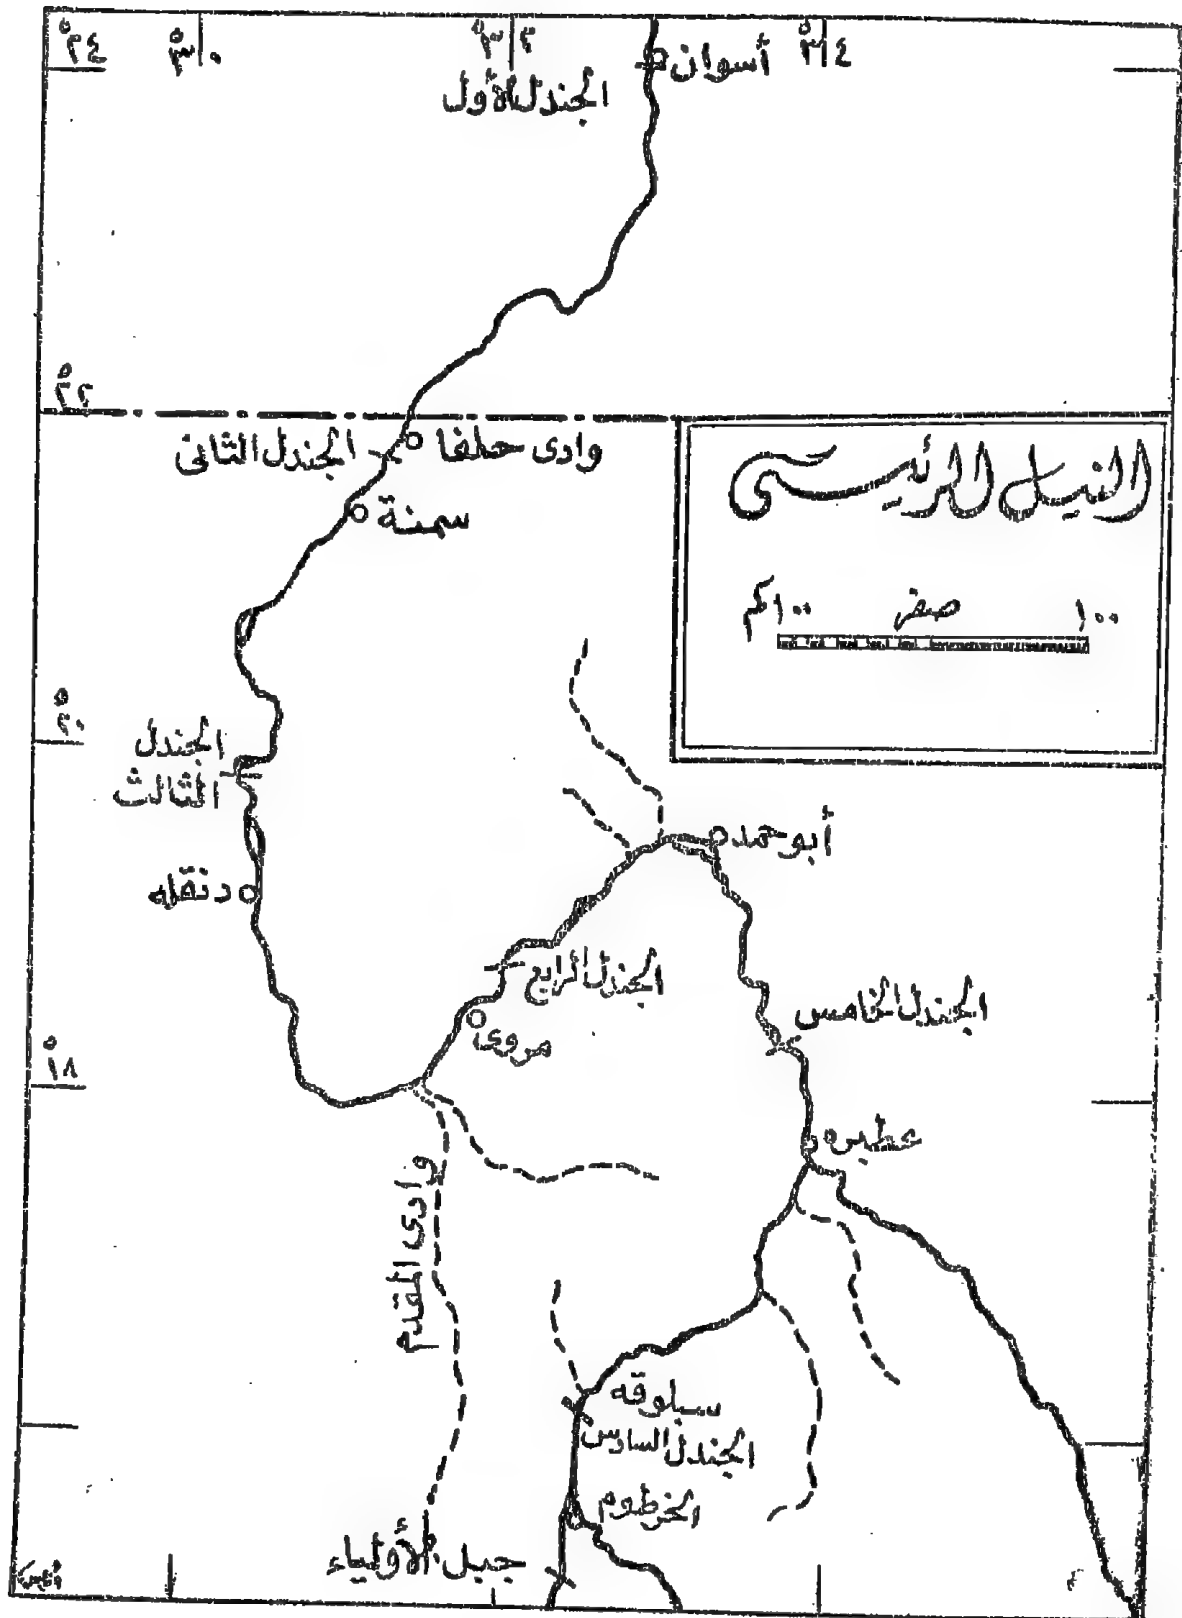 °٢٤
°٣٠
°٣٢
°٣٤
أسوان
الجندل الأول
°٢٢
وادى حلفا
الجندل الثانى
سمنة
النيل الرئيسى
١٠٠ صفر ١٠٠كم
°٢٠
الجندل
الثالث
أبو حمد
دنقله
الجندل الرابع
مروى
الجندل الخامس
°١٨
عطبره
وادى المقدم
سبلوقه
الجندل السادس
الخرطوم
جبل الأولياء